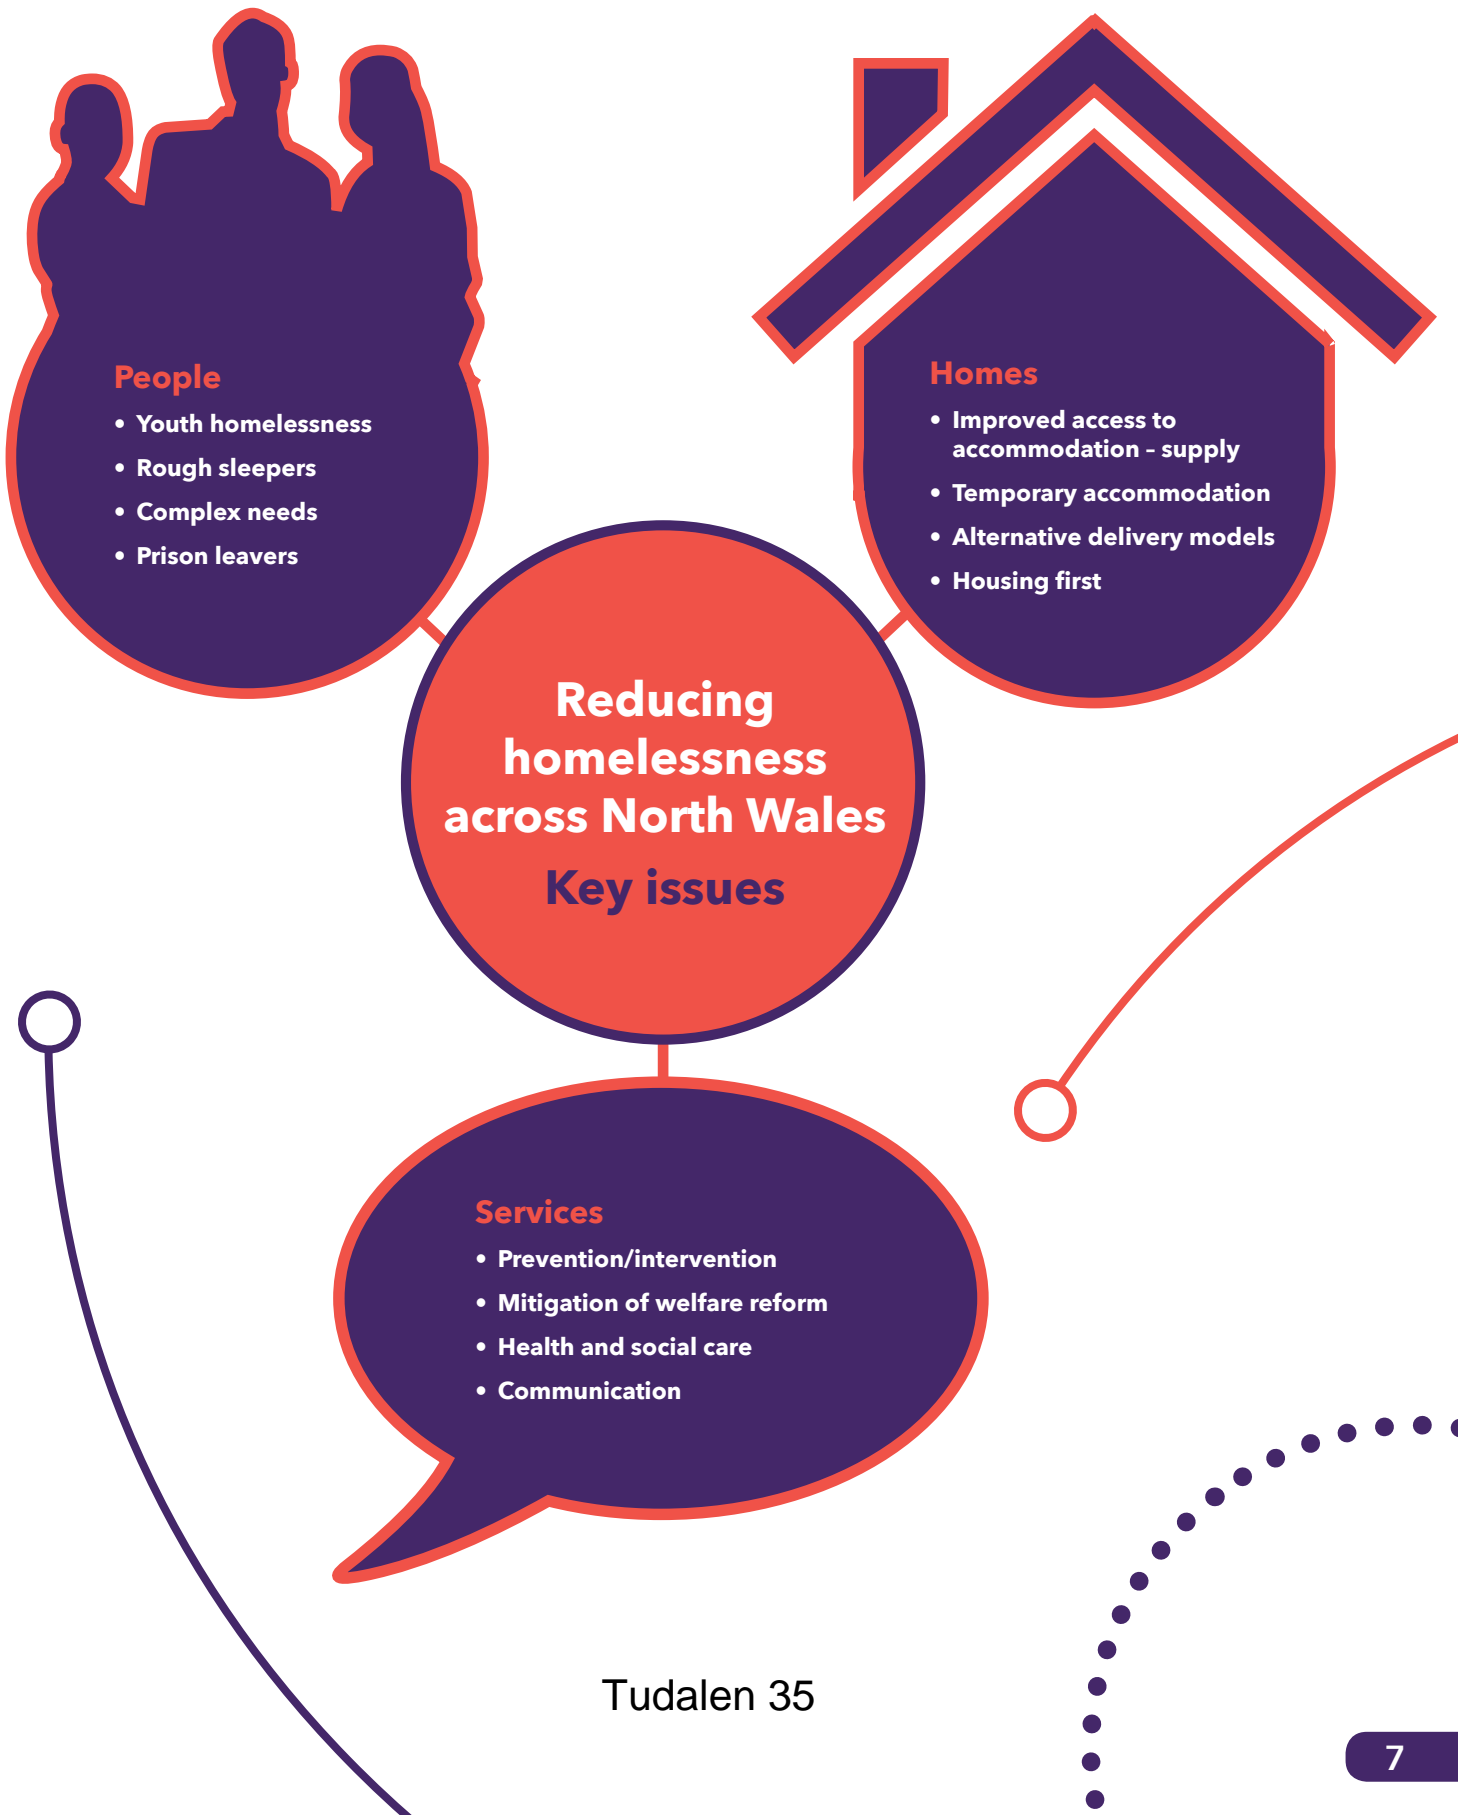 People
• Youth homelessness
• Rough sleepers
• Complex needs
• Prison leavers
Homes
• Improved access to
accommodation – supply
• Temporary accommodation
• Alternative delivery models
• Housing first
Reducing
homelessness
across North Wales
Key issues
Services
• Prevention/intervention
• Mitigation of welfare reform
• Health and social care
• Communication
Tudalen 35
7